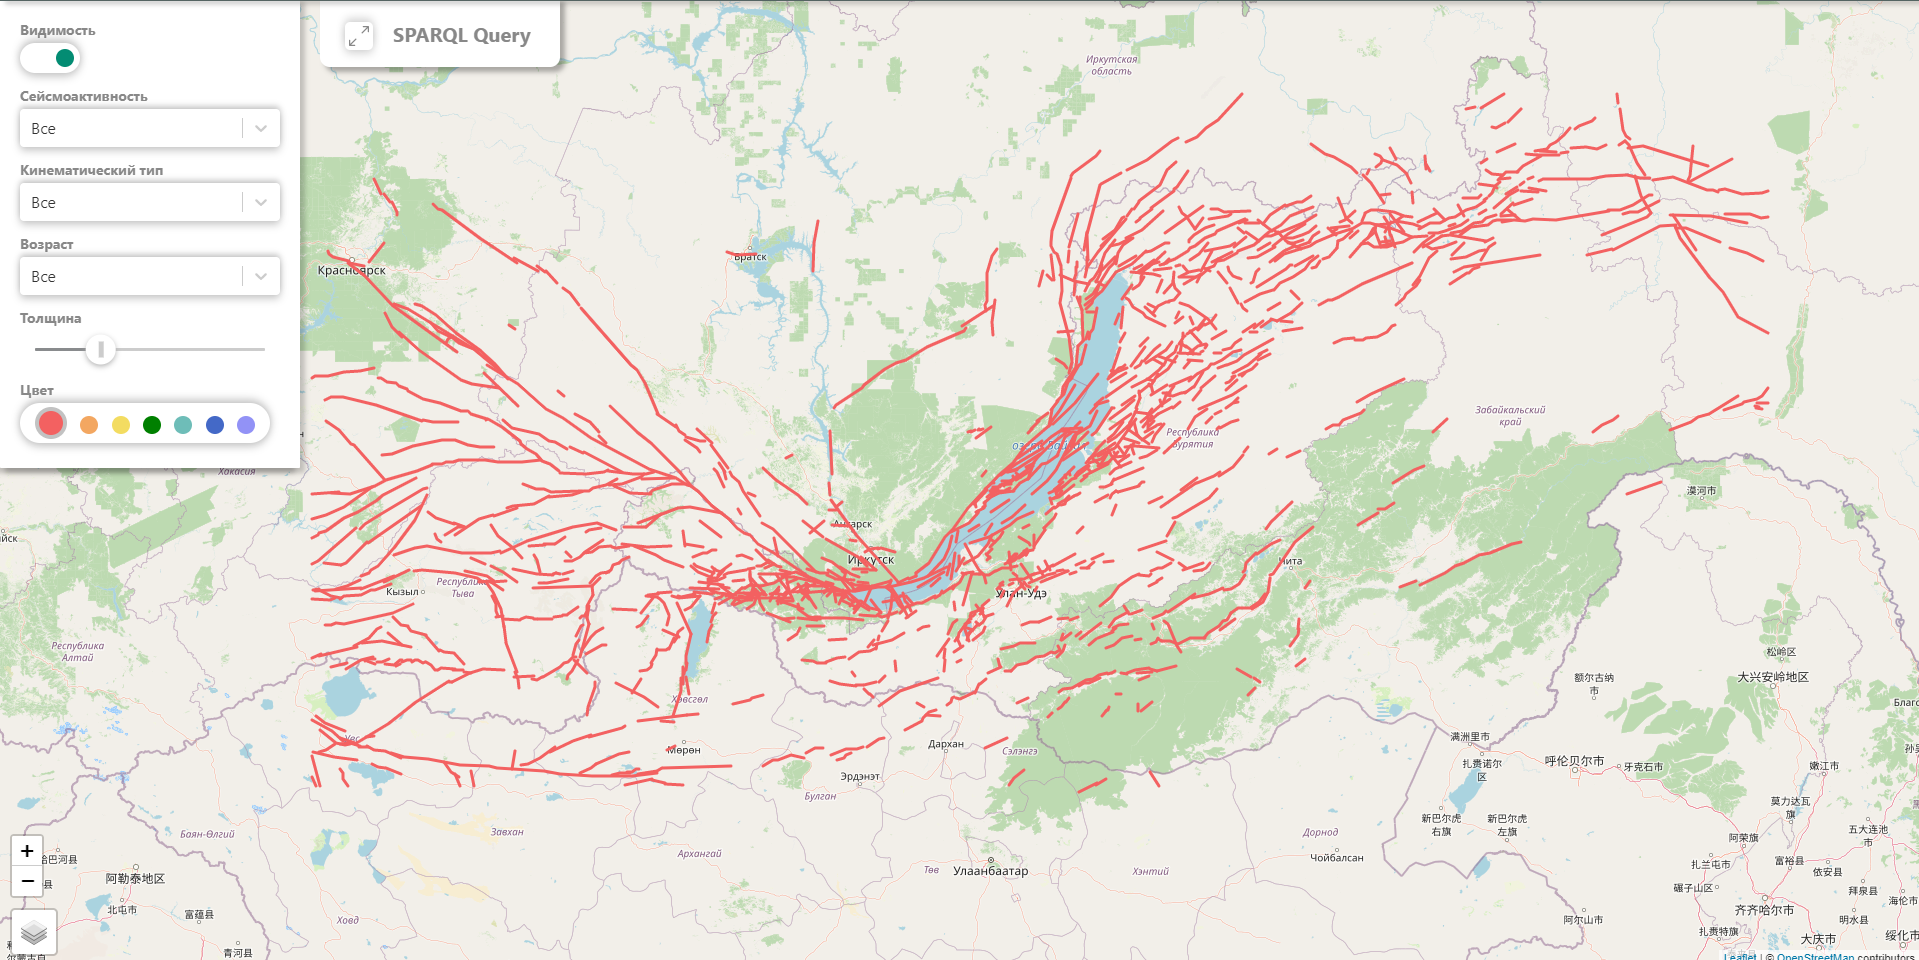 Видимость
Сейсмоактивность
Все
Кинематический тип
Все
Возраст
Все
Толщина
Цвет
SPARQL Query
Иркутская
область
Красноярск
Братск
Хакасия
йск
Ангарск
Иркутск
Республика
Бурятия
Забайкальский
край
漠河市
Чита
Улан-Удэ
Кызыл
Республика
Тыва
Республика
Алтай
松岭区
大兴安岭地区
额尔古纳
市
Увс
Хөвсгөл
Мөрөн
Дархан
Сэлэнгэ
Эрдэнэт
Булган
满洲里市
扎赉诺尔
区
呼伦贝尔市
牙克石市
嫩江市
莫力达瓦
旗
新巴尔虎
右旗
新巴尔虎
左旗
五大连池
市
阿荣旗
Баян-Өлгий
Завхан
Архангай
Дорнод
Чойбалсан
Төв
Хэнтий
Улаанбаатар
扎兰屯市
富裕县
依安县
碾子山区
拜泉县
哈巴河县
阿勒泰地区
北屯市
富蕴县
青河县
Ховд
齐齐哈尔市
明水县
海伦市
阿尔山市
扎赉特旗
大庆市
绥化市
+
−
Leaflet | © OpenStreetMap contributors